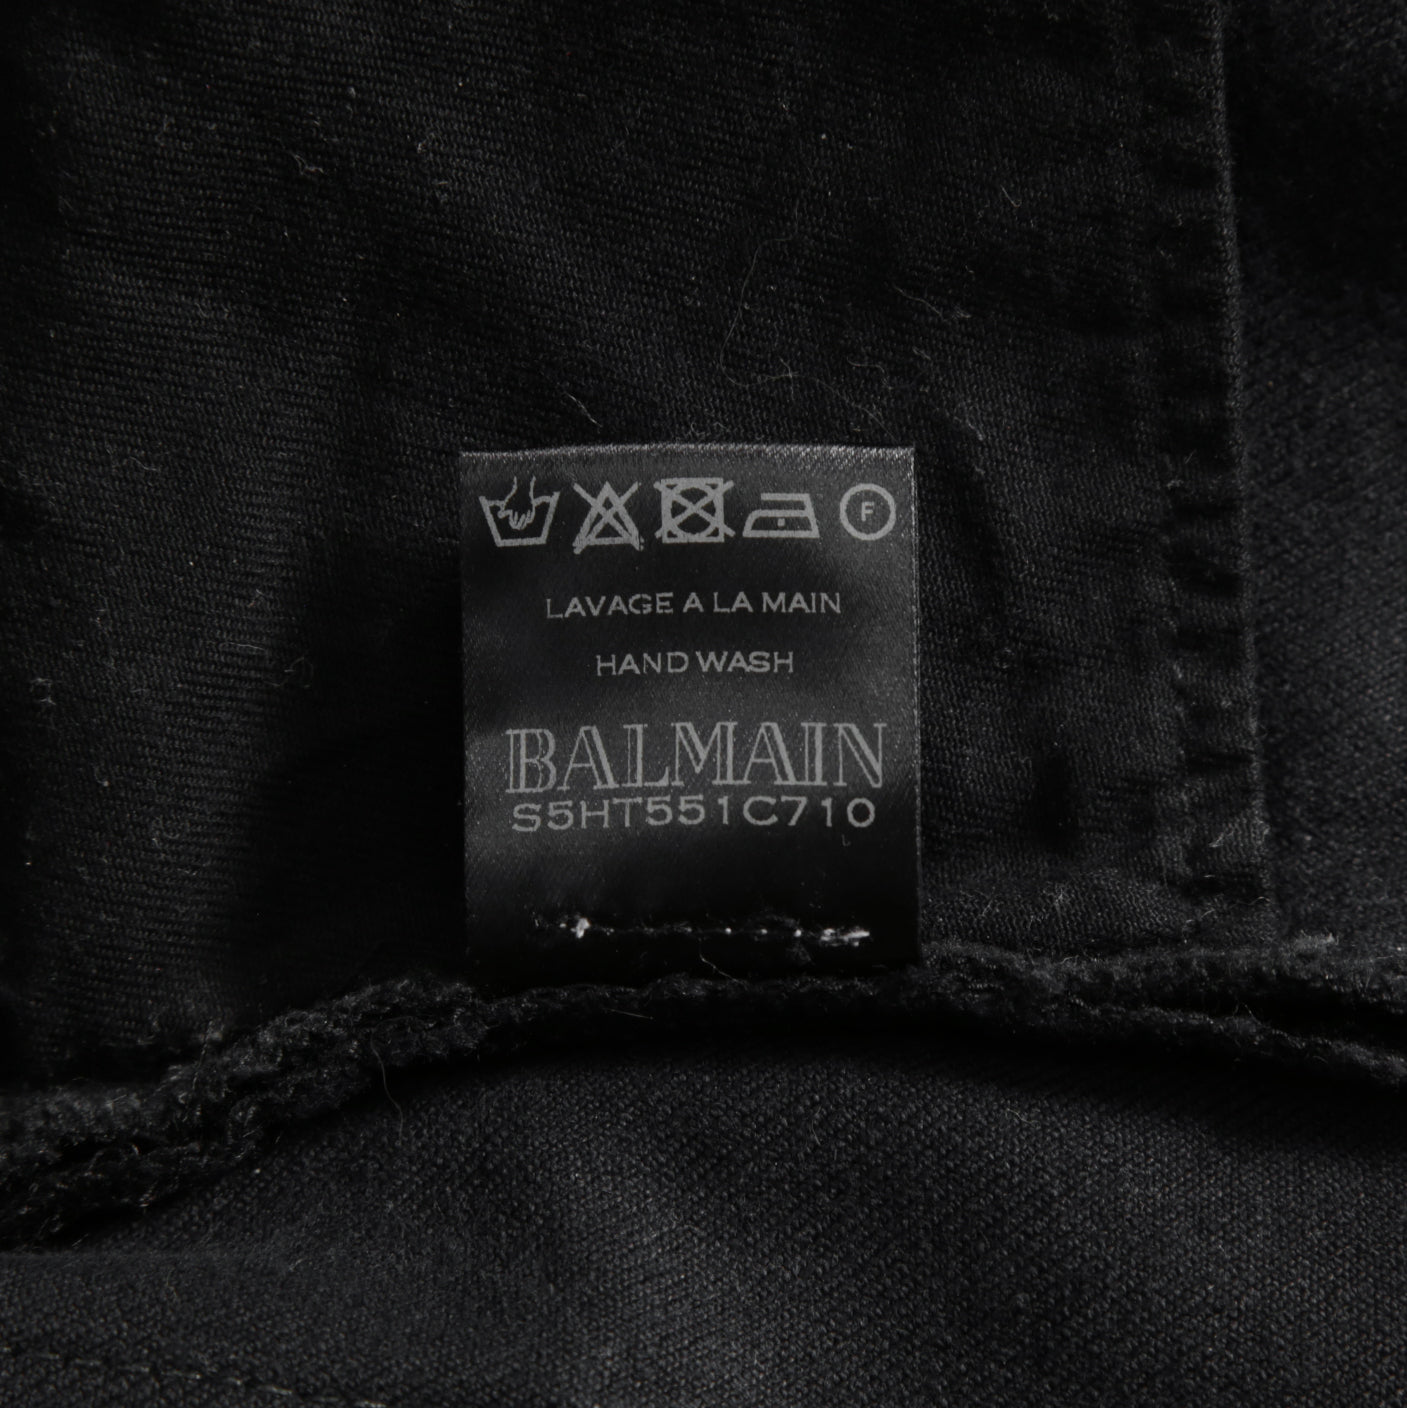 F
LAVAGE A LA MAIN
HAND WASH
BALMAIN
S5HT551C710